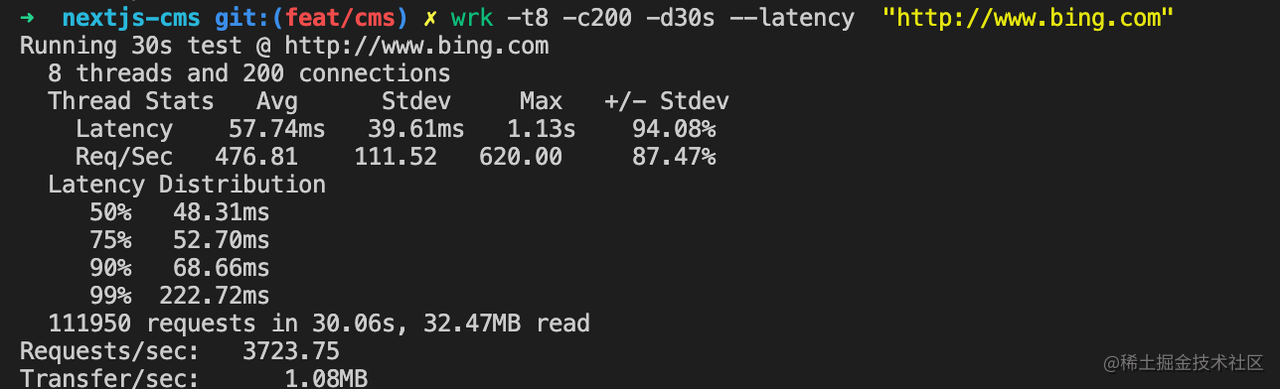 ➜  nextjs-cms git:(feat/cms) ✗ wrk -t8 -c200 -d30s --latency  "http://www.bing.com"
Running 30s test @ http://www.bing.com
  8 threads and 200 connections
  Thread Stats   Avg      Stdev     Max   +/- Stdev
    Latency    57.74ms   39.61ms   1.13s    94.08%
    Req/Sec   476.81    111.52   620.00     87.47%
  Latency Distribution
     50%   48.31ms
     75%   52.70ms
     90%   68.66ms
     99%  222.72ms
  111950 requests in 30.06s, 32.47MB read
Requests/sec:   3723.75
Transfer/sec:      1.08MB
@稀土掘金技术社区